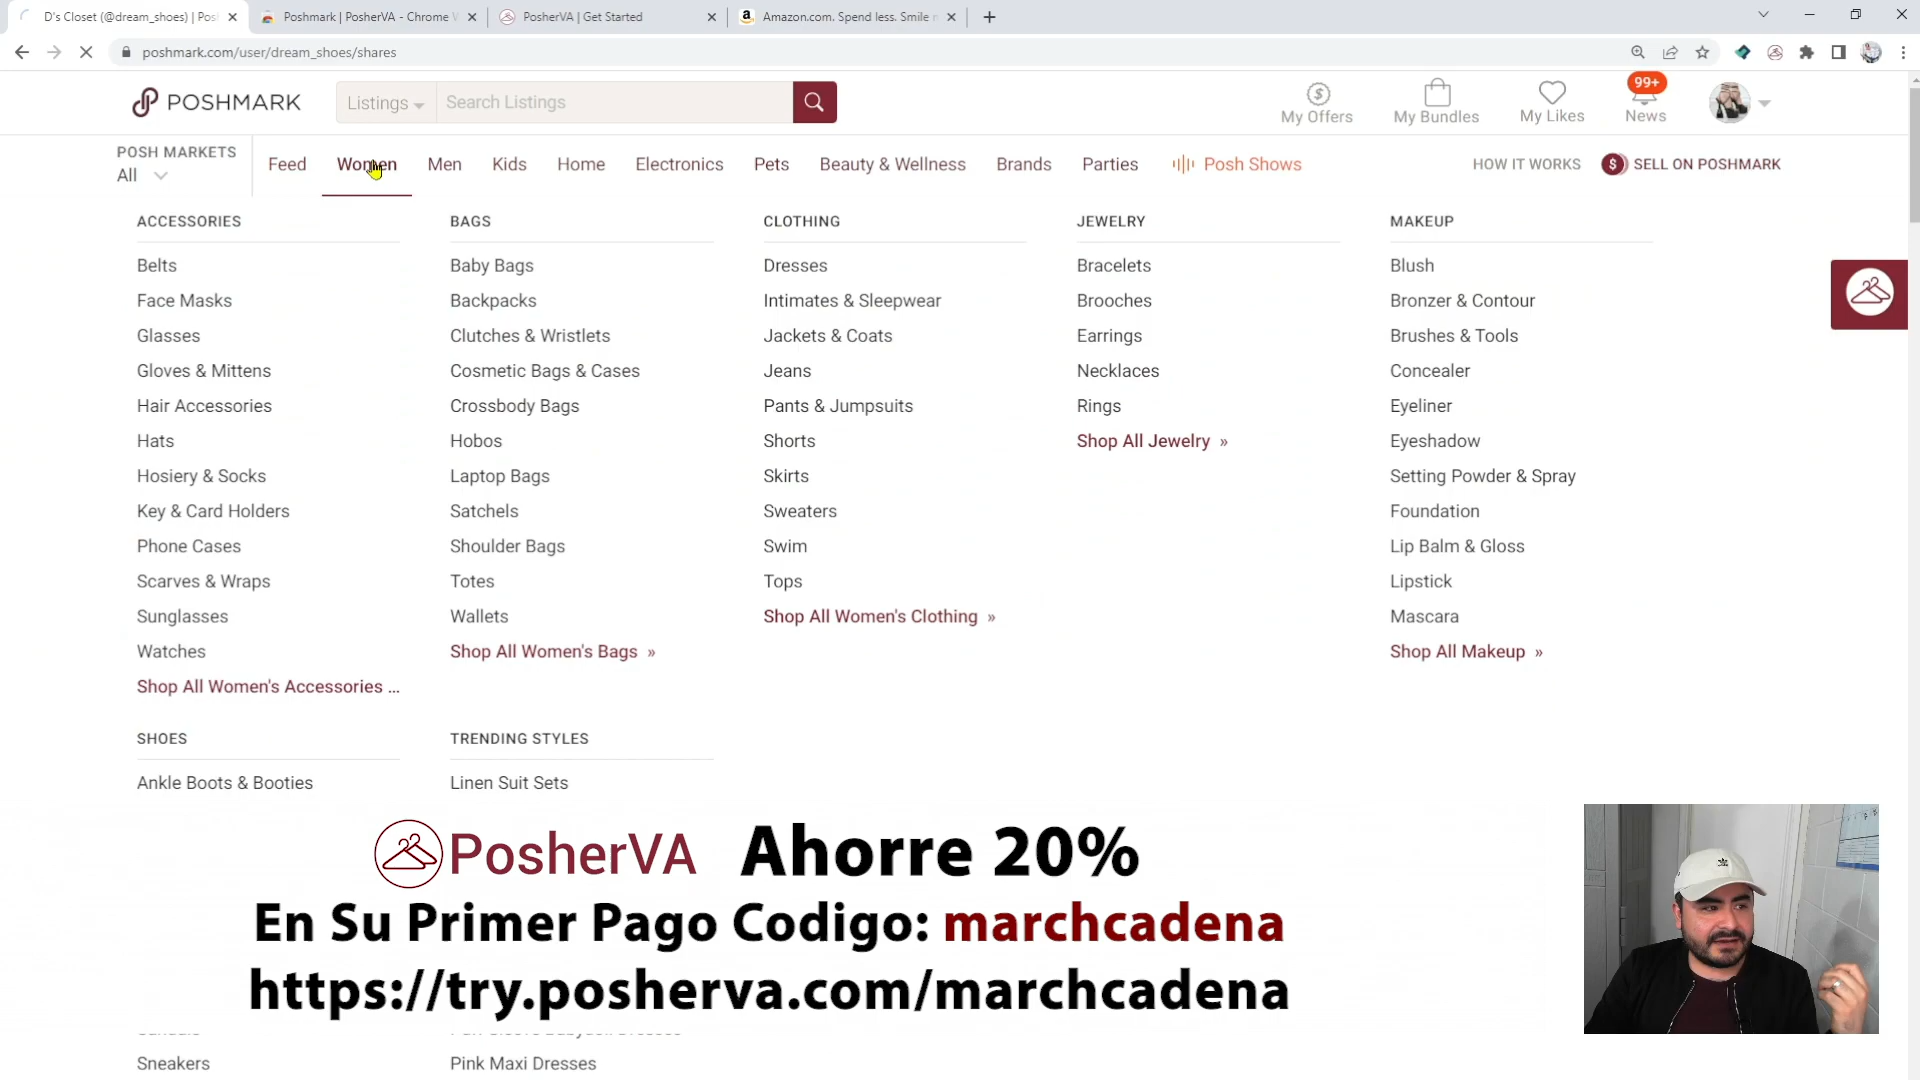 D's Closet (@dream_shoes) | Pos
Poshmark | PosherVA - Chrome
PosherVA | Get Started
Amazon.com. Spend less. Smile
poshmark.com/user/dream_shoes/shares
POSHMARK
Listings
Search Listings
My Offers
My Bundles
My Likes
99+
News
POSH MARKETS
All
Feed
Women
Men
Kids
Home
Electronics
Pets
Beauty & Wellness
Brands
Parties
Posh Shows
HOW IT WORKS
SELL ON POSHMARK
ACCESSORIES
Belts
Face Masks
Glasses
Gloves & Mittens
Hair Accessories
Hats
Hosiery & Socks
Key & Card Holders
Phone Cases
Scarves & Wraps
Sunglasses
Watches
Shop All Women's Accessories ...
BAGS
Baby Bags
Backpacks
Clutches & Wristlets
Cosmetic Bags & Cases
Crossbody Bags
Hobos
Laptop Bags
Satchels
Shoulder Bags
Totes
Wallets
Shop All Women's Bags »
CLOTHING
Dresses
Intimates & Sleepwear
Jackets & Coats
Jeans
Pants & Jumpsuits
Shorts
Skirts
Sweaters
Swim
Tops
Shop All Women's Clothing »
JEWELRY
Bracelets
Brooches
Earrings
Necklaces
Rings
Shop All Jewelry »
MAKEUP
Blush
Bronzer & Contour
Brushes & Tools
Concealer
Eyeliner
Eyeshadow
Setting Powder & Spray
Foundation
Lip Balm & Gloss
Lipstick
Mascara
Shop All Makeup »
SHOES
Ankle Boots & Booties
TRENDING STYLES
Linen Suit Sets
PosherVA Ahorre 20%
En Su Primer Pago Codigo: marchcadena
https://try.posherva.com/marchcadena
Sneakers
Pink Maxi Dresses